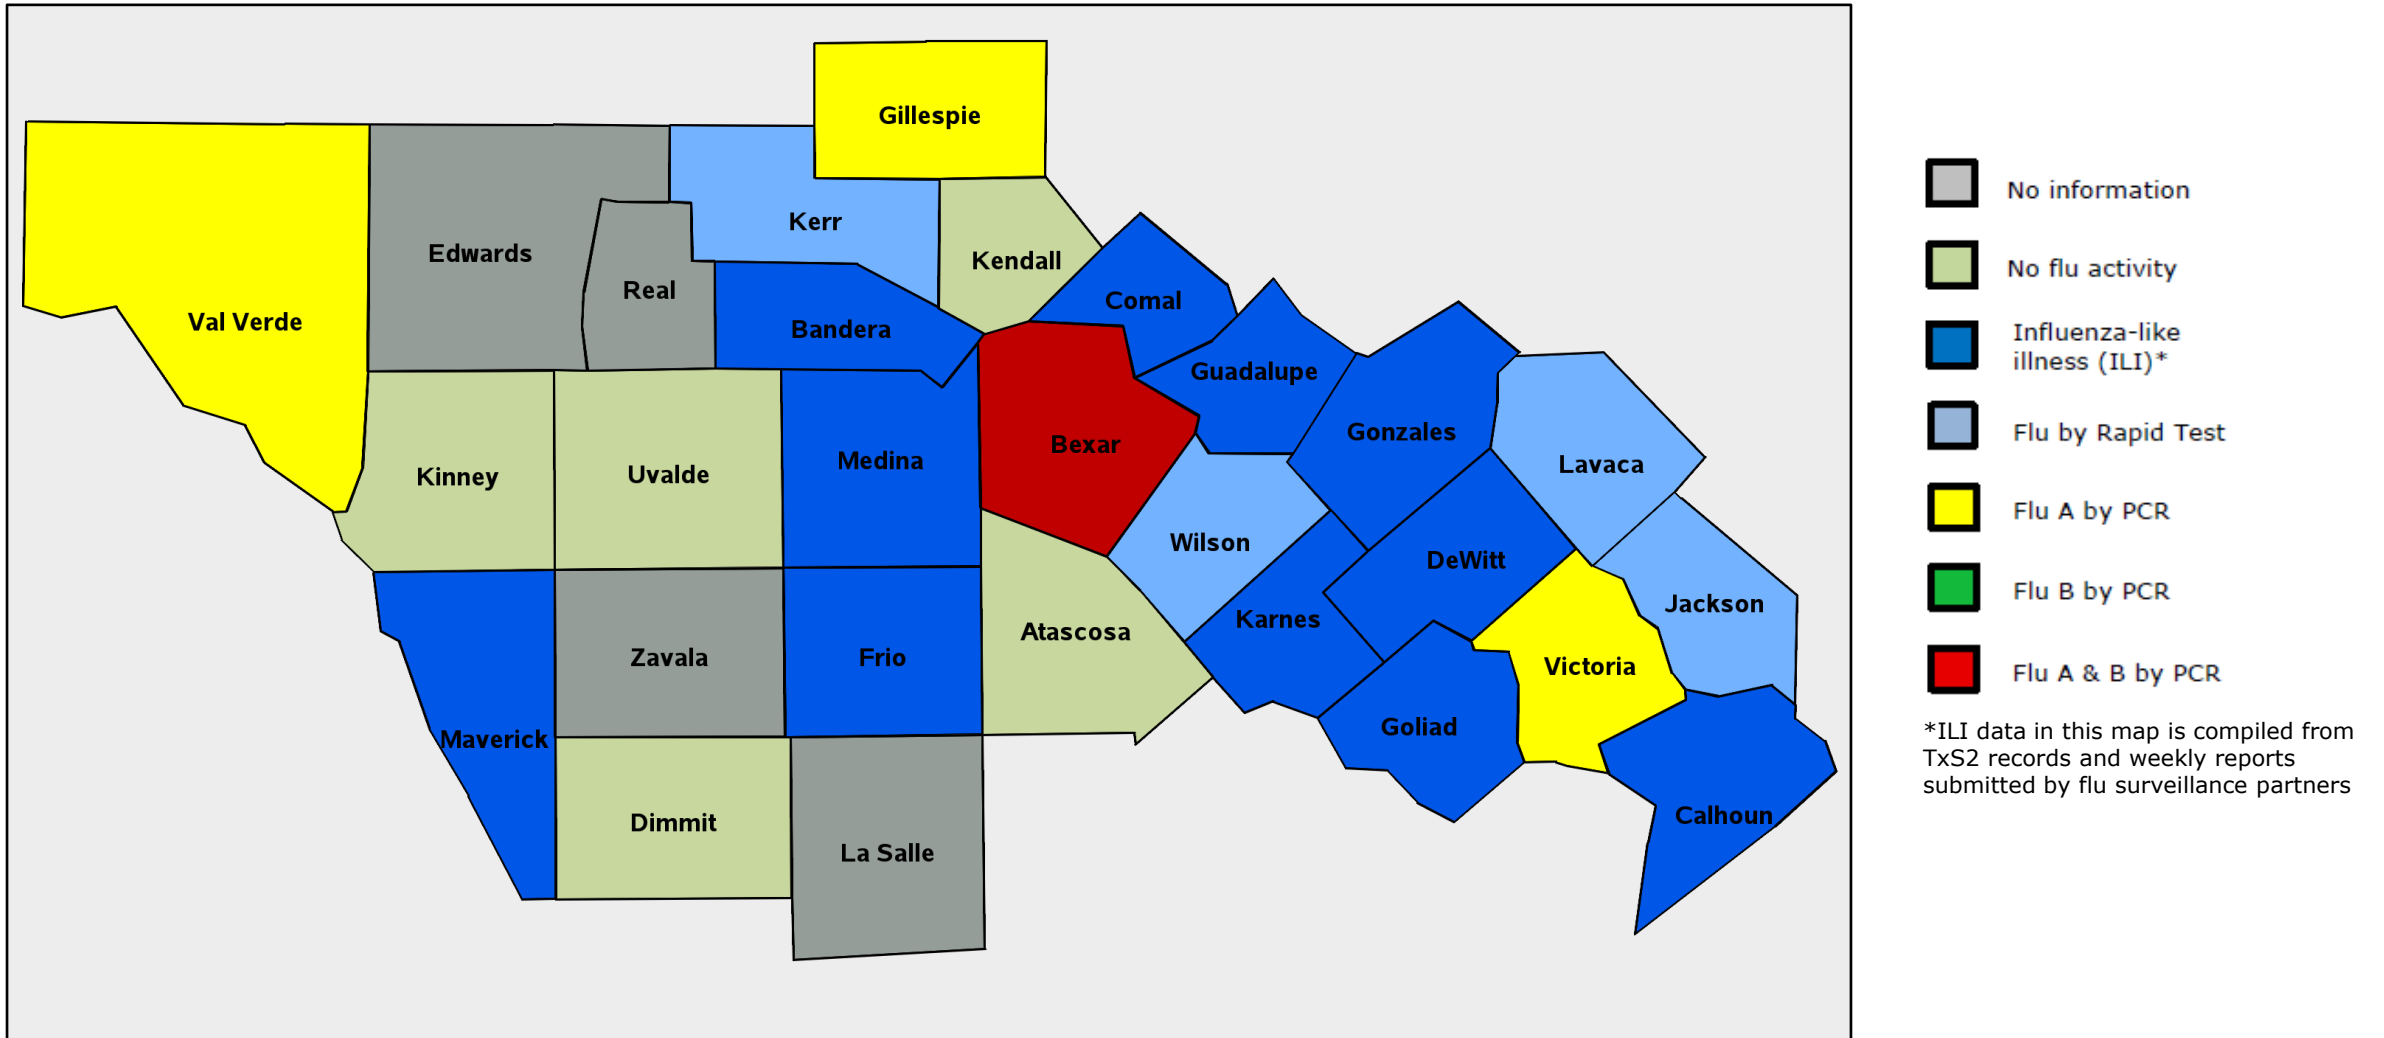 Gillespie
Kerr
Edwards
Kendall
Real
Comal
Val Verde
Bandera
Guadalupe
Gonzales
Bexar
Medina
Lavaca
Uvalde
Kinney
Wilson
DeWitt
Jackson
Karnes
Atascosa
Zavala
Frio
Victoria
Goliad
Maverick
Calhoun
Dimmit
La Salle
No information
No flu activity
Influenza-like
illness (ILI)*
Flu by Rapid Test
Flu A by PCR
Flu B by PCR
Flu A & B by PCR
*ILI data in this map is compiled from
TxS2 records and weekly reports
submitted by flu surveillance partners